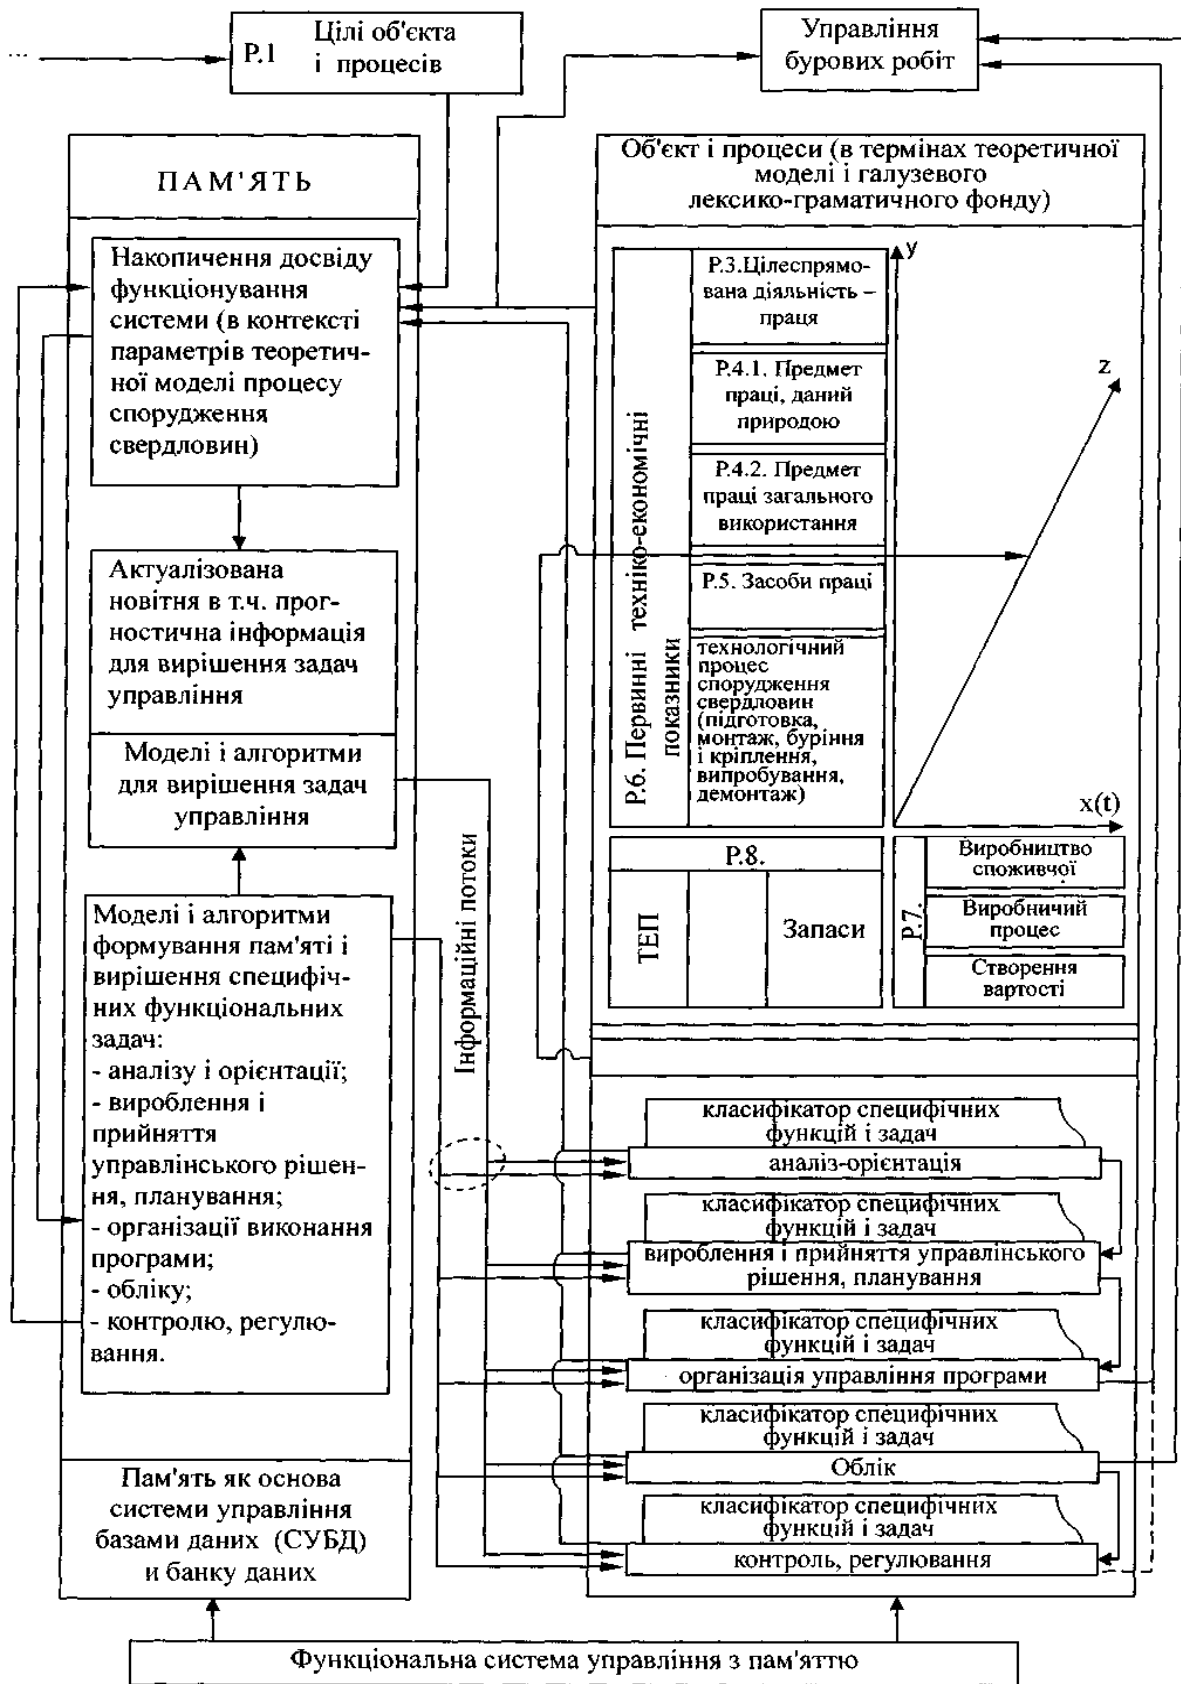 ...
Р.1
Цілі об'єкта
і процесів
Управління
бурових робіт
ПАМ'ЯТЬ
Накопичення досвіду
функціонування
системи (в контексті
параметрів теоретич-
ної моделі процесу
спорудження
свердловин)
Актуалізована
новітня в т.ч. прог-
ностична інформація
для вирішення задач
управління
Моделі і алгоритми
для вирішення задач
управління
Моделі і алгоритми
формування пам'яті і
вирішення специфіч-
них функціональних
задач:
- аналізу і орієнтації;
- вироблення і
прийняття
управлінського рішен-
ня, планування;
- організації виконання
програми;
- обліку;
- контролю, регулю-
вання.
Пам'ять як основа
системи управління
базами даних (СУБД)
и банку даних
Інформаційні потоки
Об'єкт і процеси (в термінах теоретичної
моделі і галузевого
лексико-граматичного фонду)
Р.6. Первинні техніко-економічні
показники
Р.3.Цілеспрямо-
вана діяльність –
праця
Р.4.1. Предмет
праці, даний
природою
Р.4.2. Предмет
праці загального
використання
Р.5. Засоби праці
технологічний
процес
спорудження
свердловин
(підготовка,
монтаж, буріння
і кріплення,
випробування,
демонтаж)
y
z
x(t)
Р.8.
ТЕП
Запаси
Р.7.
Виробництво
споживчої
Виробничий
процес
Створення
вартості
класифікатор специфічних
функцій і задач
аналіз-орієнтація
класифікатор специфічних
функцій і задач
вироблення і прийняття управлінського
рішення, планування
класифікатор специфічних
функцій і задач
організація управління програми
класифікатор специфічних
функцій і задач
Облік
класифікатор специфічних
функцій і задач
контроль, регулювання
Функціональна система управління з пам'яттю